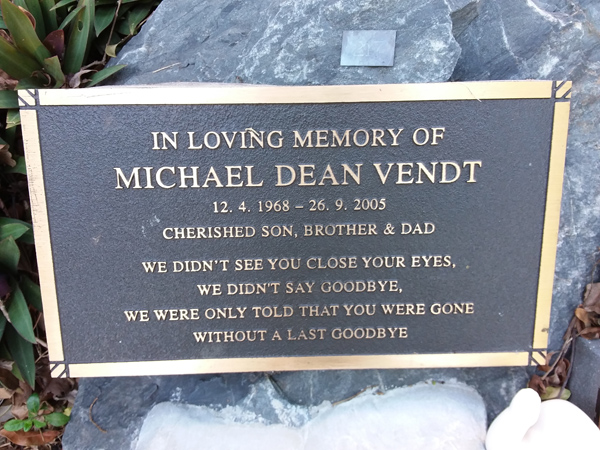 IN LOVING MEMORY OF
MICHAEL DEAN VENDT
12. 4. 1968 – 26. 9. 2005
CHERISHED SON, BROTHER & DAD
WE DIDN'T SEE YOU CLOSE YOUR EYES,
WE DIDN'T SAY GOODBYE,
WE WERE ONLY TOLD THAT YOU WERE GONE
WITHOUT A LAST GOODBYE